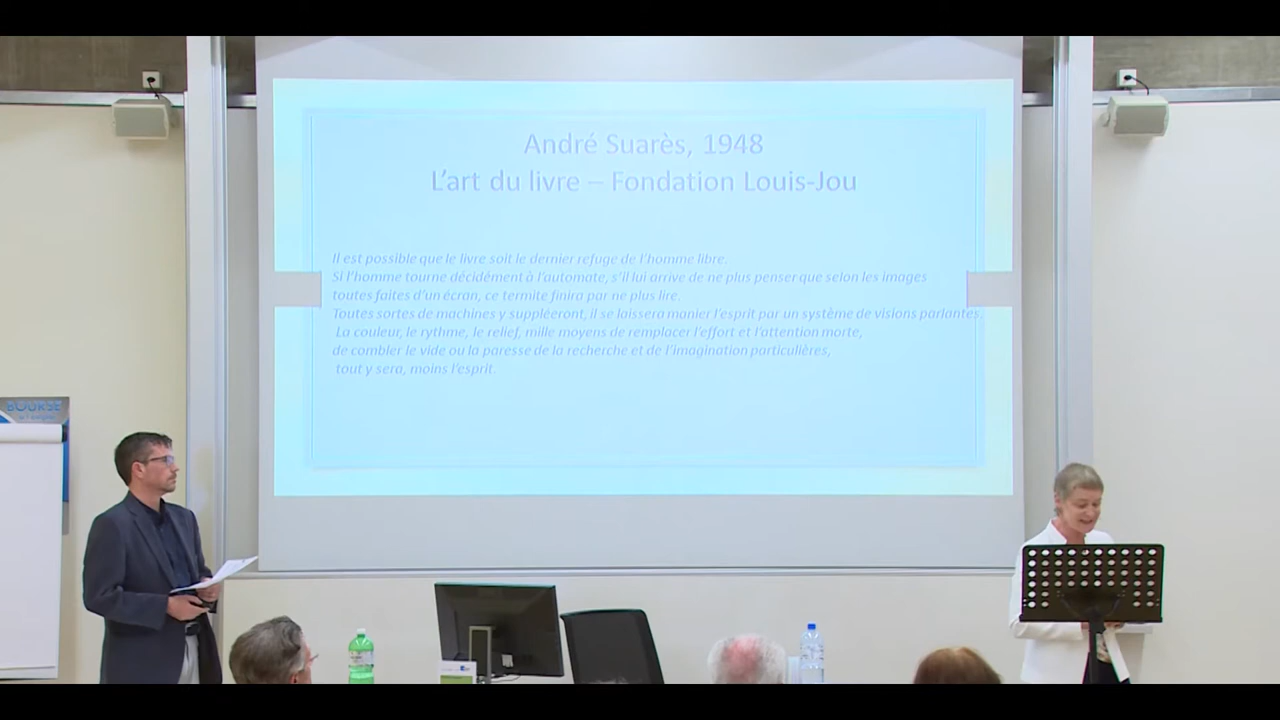 André Suarès, 1948
L'art du livre – Fondation Louis-Jou
Il est possible que le livre soit le dernier refuge de l'homme libre.
Si l'homme tourne décidément à l'automate, s'il lui arrive de ne plus penser que selon les images
toutes faites d'un écran, ce termite finira par ne plus lire.
Toutes sortes de machines y suppléeront, il se laissera manier l'esprit par un système de visions parlantes.
La couleur, le rythme, le relief, mille moyens de remplacer l'effort et l'attention morte,
de combler le vide ou la paresse de la recherche et de l'imagination particulières,
tout y sera, moins l'esprit.
BOURSE